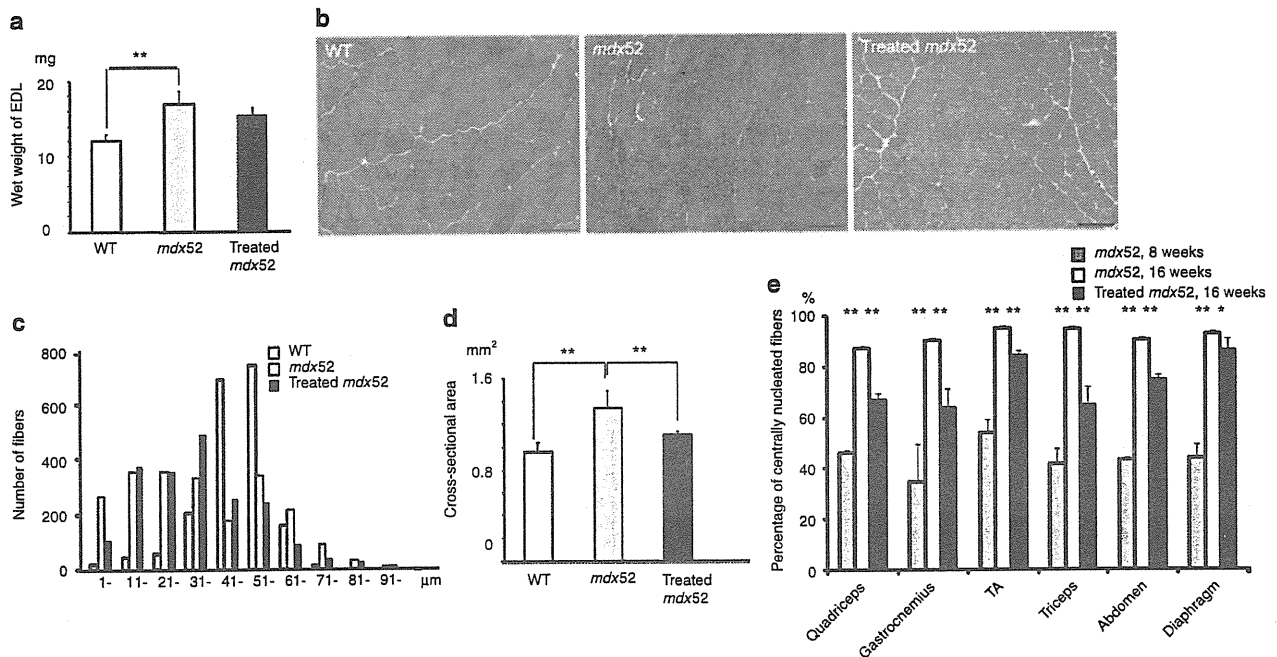 a
mg
Wet weight of EDL
20
10
0
**
WT
mdx52
Treated
mdx52
b
WT
mdx52
Treated mdx52
c
Number of fibers
800
600
400
200
0
WT
mdx52
Treated mdx52
1-
11-
21-
31-
41-
51-
61-
71-
81-
91-
μm
d
mm²
Cross-sectional area
1.6
0.8
0
**
**
WT
mdx52
Treated
mdx52
e
mdx52, 8 weeks
mdx52, 16 weeks
Treated mdx52, 16 weeks
%
Percentage of centrally nucleated fibers
100
80
60
40
20
0
** ** ** ** ** ** ** ** ** ** ** *
Quadriceps
Gastrocnemius
TA
Triceps
Abdomen
Diaphragm